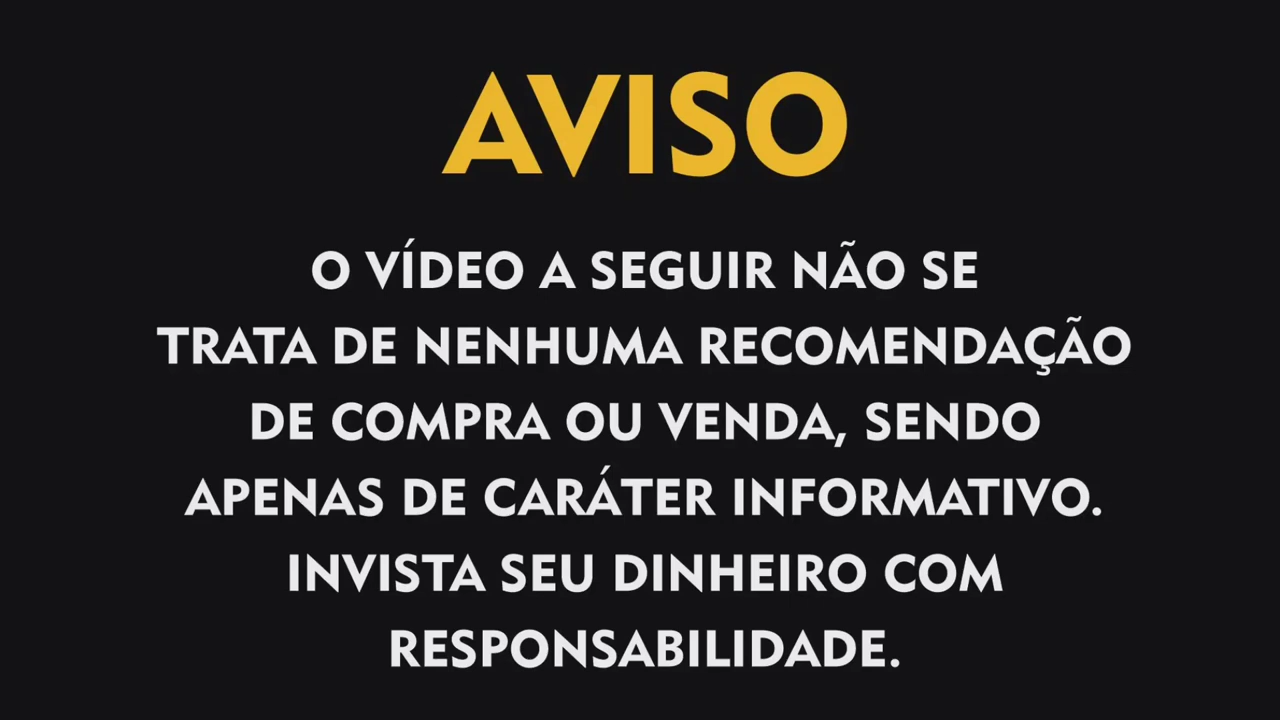 AVISO
O VÍDEO A SEGUIR NÃO SE
TRATA DE NENHUMA RECOMENDAÇÃO
DE COMPRA OU VENDA, SENDO
APENAS DE CARÁTER INFORMATIVO.
INVISTA SEU DINHEIRO COM
RESPONSABILIDADE.